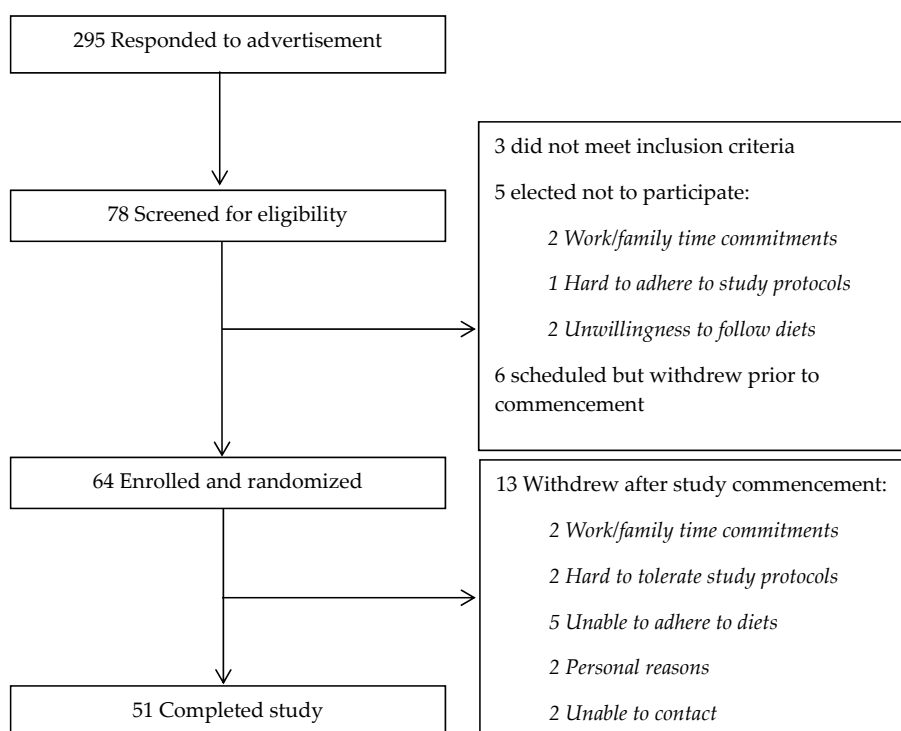 295 Responded to advertisement
3 did not meet inclusion criteria
5 elected not to participate:
2 Work/family time commitments
1 Hard to adhere to study protocols
2 Unwillingness to follow diets
6 scheduled but withdrew prior to
commencement
78 Screened for eligibility
64 Enrolled and randomized
13 Withdrew after study commencement:
2 Work/family time commitments
2 Hard to tolerate study protocols
5 Unable to adhere to diets
2 Personal reasons
2 Unable to contact
51 Completed study